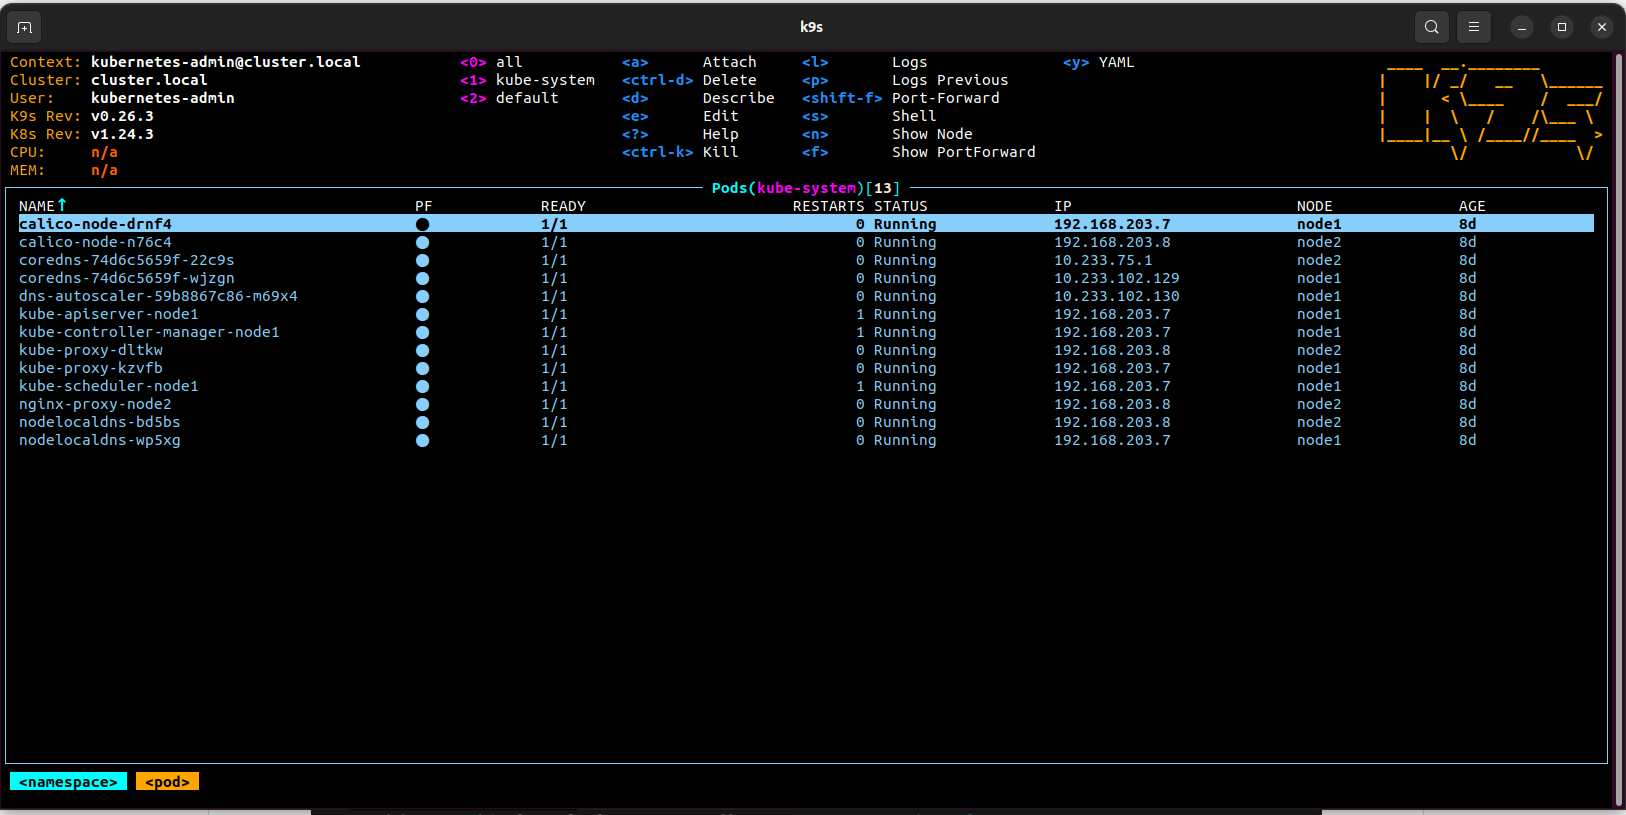 k9s
Context: kubernetes-admin@cluster.local <0> all <a> Attach <l> Logs <y> YAML
Cluster: cluster.local <1> kube-system <ctrl-d> Delete <p> Logs Previous
User: kubernetes-admin <2> default <d> Describe <shift-f> Port-Forward
K9s Rev: v0.26.3 <e> Edit <s> Shell
K8s Rev: v1.24.3 <?> Help <n> Show Node
CPU: n/a <ctrl-k> Kill <f> Show PortForward
MEM: n/a
Pods(kube-system)[13]
NAME↑ PF READY RESTARTS STATUS IP NODE AGE
calico-node-drnf4 ● 1/1 0 Running 192.168.203.7 node1 8d
calico-node-n76c4 ● 1/1 0 Running 192.168.203.8 node2 8d
coredns-74d6c5659f-22c9s ● 1/1 0 Running 10.233.75.1 node2 8d
coredns-74d6c5659f-wjzgn ● 1/1 0 Running 10.233.102.129 node1 8d
dns-autoscaler-59b8867c86-m69x4 ● 1/1 0 Running 10.233.102.130 node1 8d
kube-apiserver-node1 ● 1/1 1 Running 192.168.203.7 node1 8d
kube-controller-manager-node1 ● 1/1 1 Running 192.168.203.7 node1 8d
kube-proxy-dltkw ● 1/1 0 Running 192.168.203.8 node2 8d
kube-proxy-kzvfb ● 1/1 0 Running 192.168.203.7 node1 8d
kube-scheduler-node1 ● 1/1 1 Running 192.168.203.7 node1 8d
nginx-proxy-node2 ● 1/1 0 Running 192.168.203.8 node2 8d
nodelocaldns-bd5bs ● 1/1 0 Running 192.168.203.8 node2 8d
nodelocaldns-wp5xg ● 1/1 0 Running 192.168.203.7 node1 8d
<namespace> <pod>